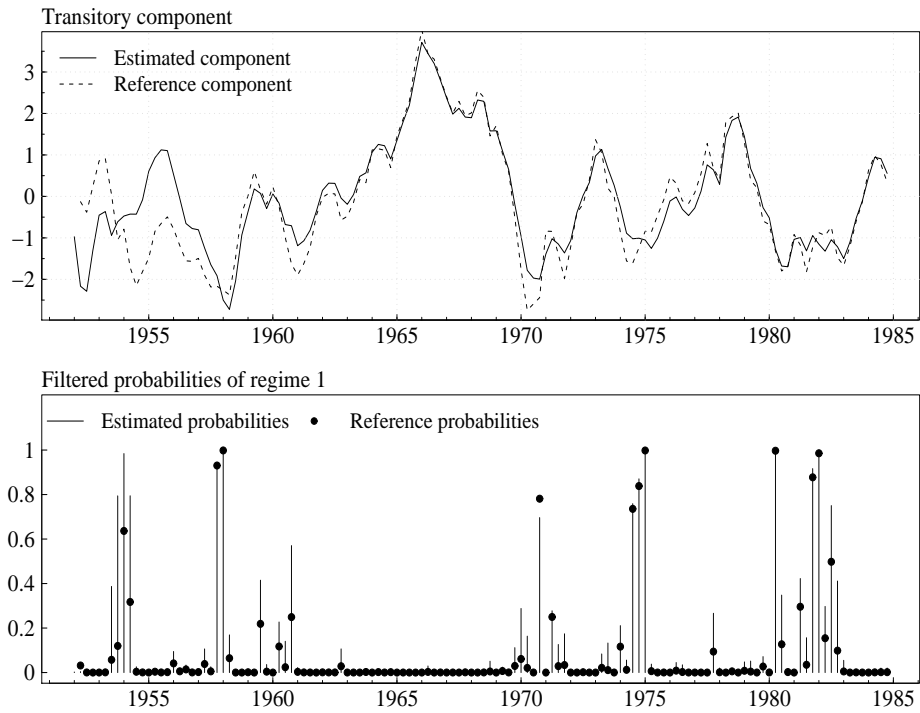 Transitory component
Estimated component
Reference component
3
2
1
0
−1
−2
1955 1960 1965 1970 1975 1980 1985
Filtered probabilities of regime 1
Estimated probabilities Reference probabilities
1
0.8
0.6
0.4
0.2
0
1955 1960 1965 1970 1975 1980 1985